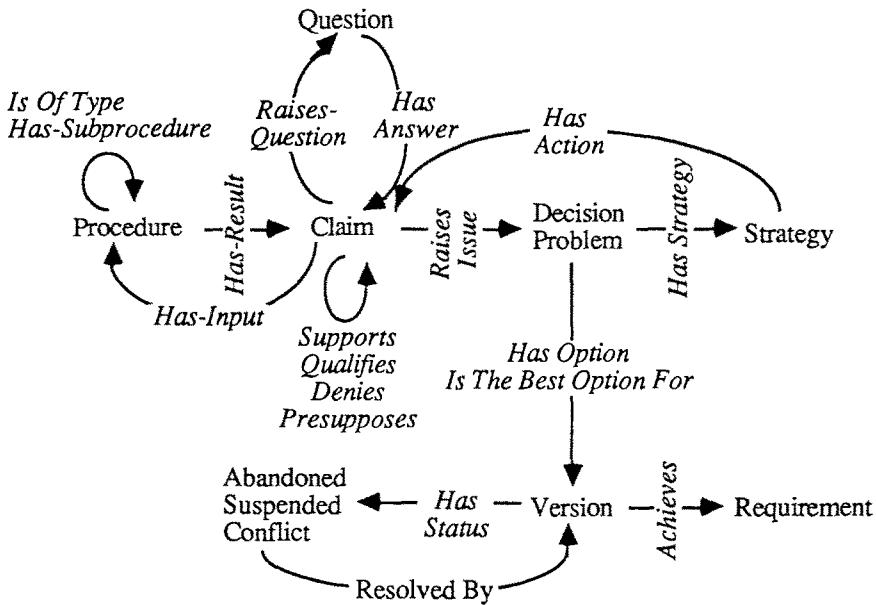 Question
Is Of Type
Has-Subprocedure
Raises-
Question
Has
Answer
Has
Action
Procedure
Has-Result
Claim
Raises
Issue
Decision
Problem
Has Strategy
Strategy
Has-Input
Supports
Qualifies
Denies
Presupposes
Has Option
Is The Best Option For
Abandoned
Suspended
Conflict
Has
Status
Version
Achieves
Requirement
Resolved By